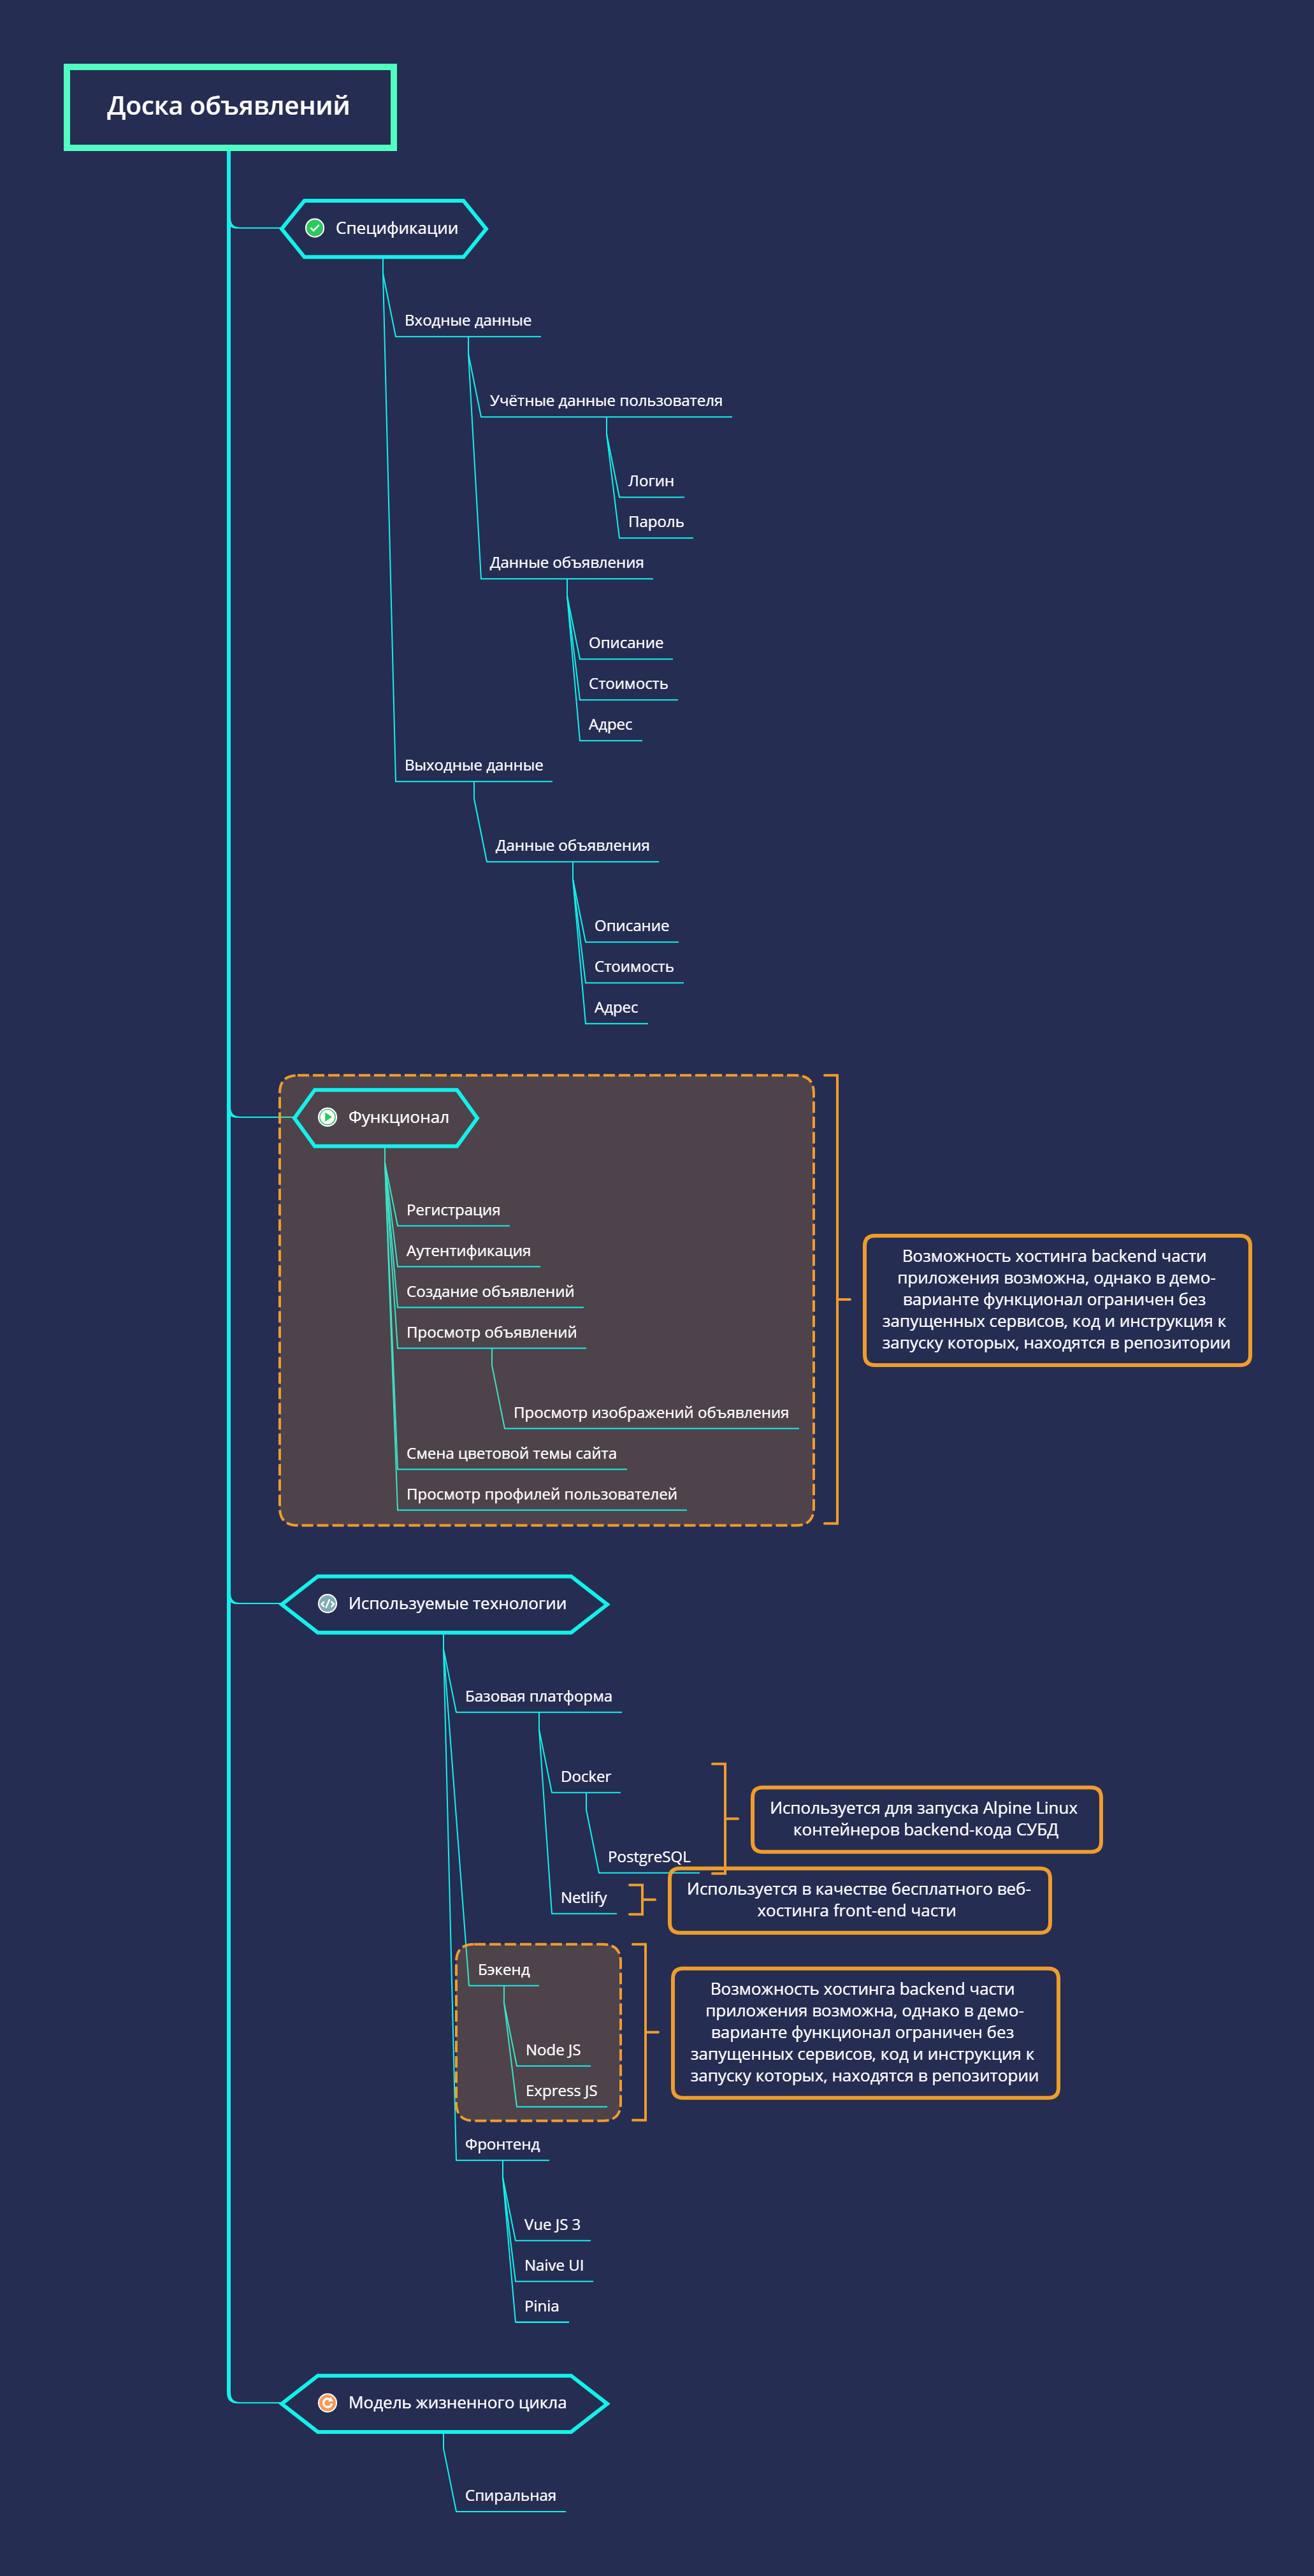 Доска объявлений
Спецификации
Входные данные
Учётные данные пользователя
Логин
Пароль
Данные объявления
Описание
Стоимость
Адрес
Выходные данные
Данные объявления
Описание
Стоимость
Адрес
Функционал
Регистрация
Аутентификация
Создание объявлений
Просмотр объявлений
Просмотр изображений объявления
Смена цветовой темы сайта
Просмотр профилей пользователей
Возможность хостинга backend части
приложения возможна, однако в демо-
варианте функционал ограничен без
запущенных сервисов, код и инструкция к
запуску которых, находятся в репозитории
Используемые технологии
Базовая платформа
Docker
PostgreSQL
Используется для запуска Alpine Linux
контейнеров backend-кода СУБД
Netlify
Используется в качестве бесплатного веб-
хостинга front-end части
Бэкенд
Node JS
Express JS
Возможность хостинга backend части
приложения возможна, однако в демо-
варианте функционал ограничен без
запущенных сервисов, код и инструкция к
запуску которых, находятся в репозитории
Фронтенд
Vue JS 3
Naive UI
Pinia
Модель жизненного цикла
Спиральная